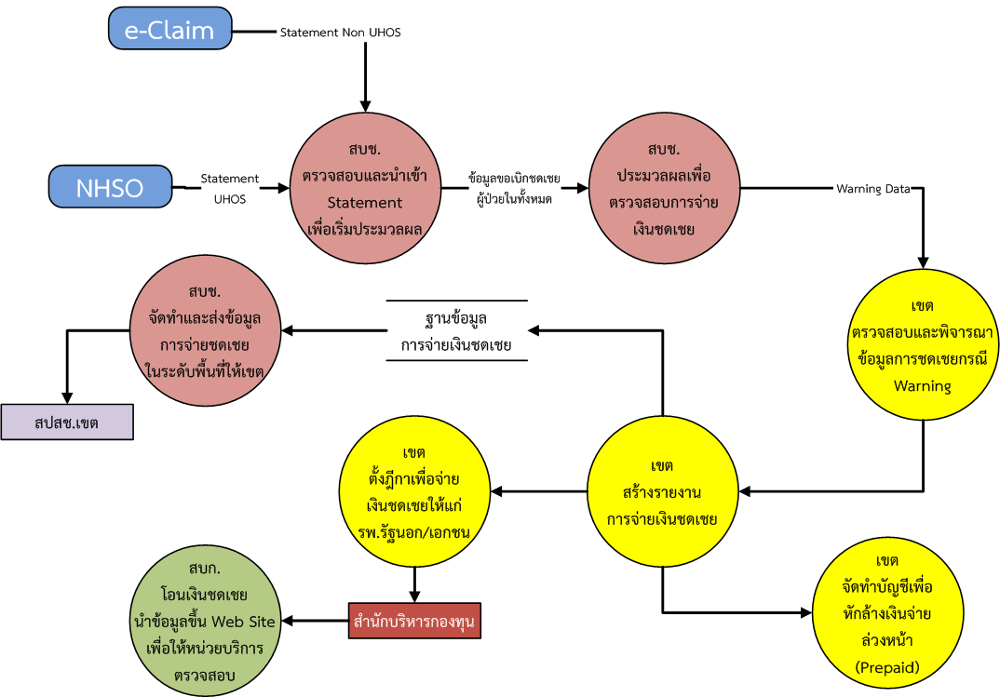 e-Claim
Statement Non UHOS
NHSO
Statement
UHOS
สบช.
ตรวจสอบและนำเข้า
Statement
เพื่อเริ่มประมวลผล
ข้อมูลขอเบิกชดเชย
ผู้ป่วยในทั้งหมด
สบช.
ประมวลผลเพื่อ
ตรวจสอบการจ่าย
เงินชดเชย
Warning Data
เขต
ตรวจสอบและพิจารณา
ข้อมูลการชดเชยกรณี
Warning
สบช.
จัดทำและส่งข้อมูล
การจ่ายชดเชย
ในระดับพื้นที่ให้เขต
ฐานข้อมูล
การจ่ายเงินชดเชย
สปสช.เขต
เขต
ตั้งฎีกาเพื่อจ่าย
เงินชดเชยให้แก่
รพ.รัฐนอก/เอกชน
เขต
สร้างรายงาน
การจ่ายเงินชดเชย
สบก.
โอนเงินชดเชย
นำข้อมูลขึ้น Web Site
เพื่อให้หน่วยบริการ
ตรวจสอบ
สำนักบริหารกองทุน
เขต
จัดทำบัญชีเพื่อ
หักล้างเงินจ่าย
ล่วงหน้า
(Prepaid)